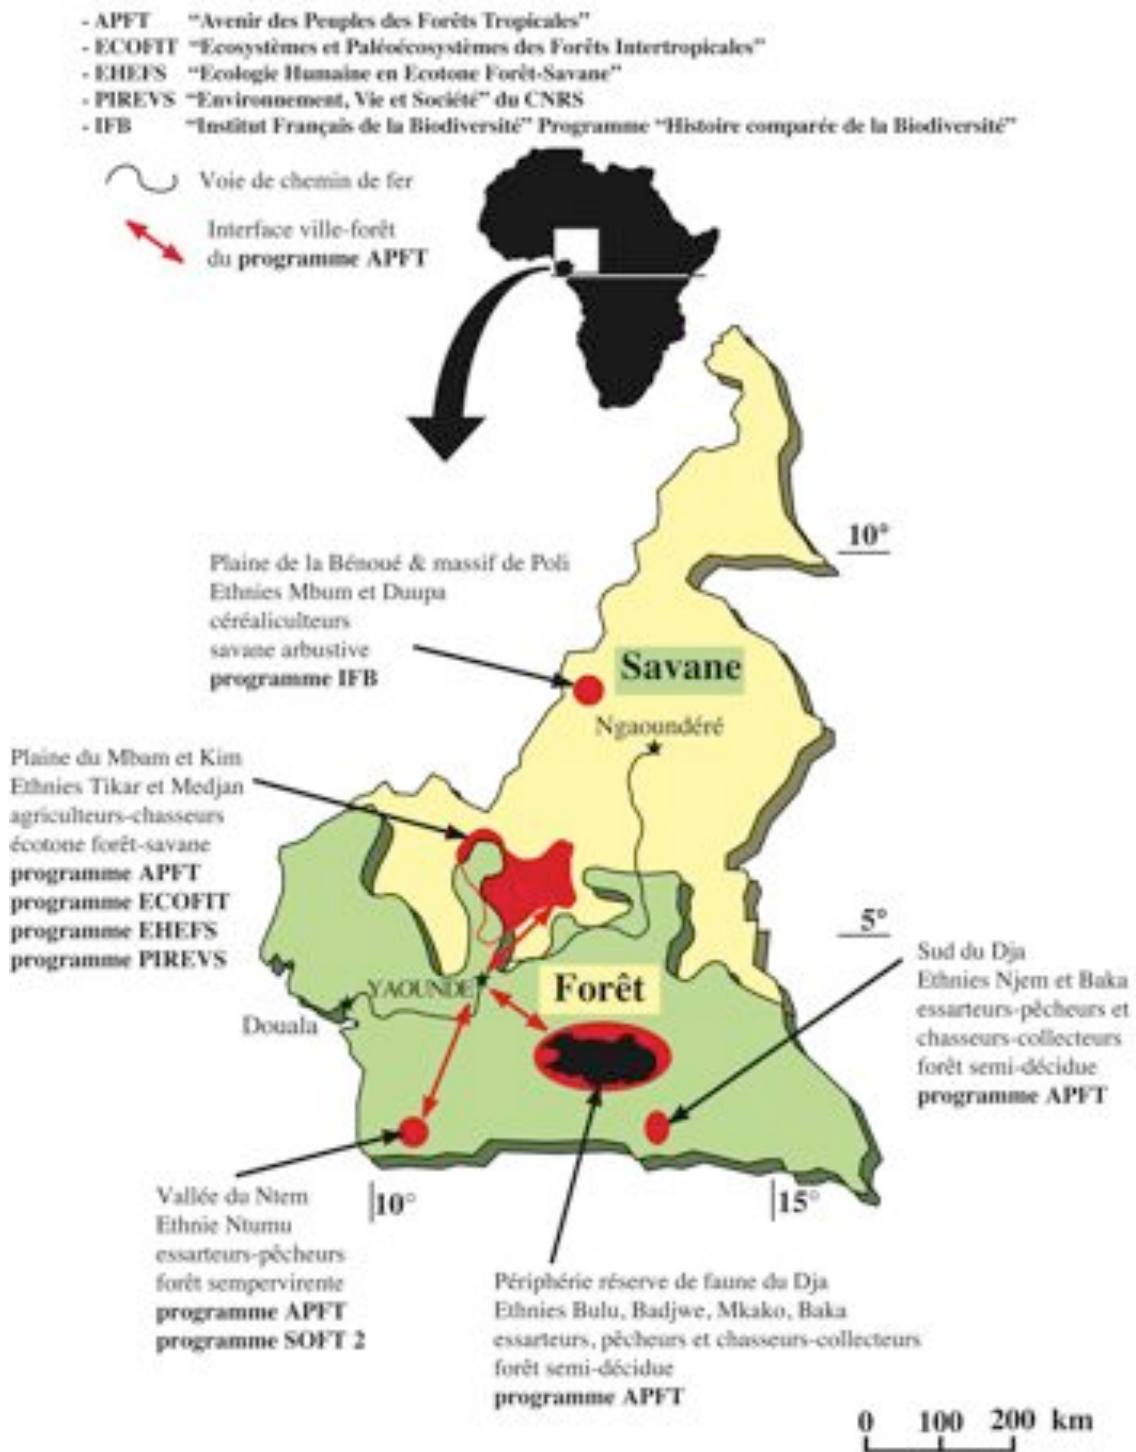 - APFT "Avenir des Peuples des Forêts Tropicales"
- ECOFIT "Ecosystèmes et Paléoécosystèmes des Forêts Intertropicales"
- EHEFS "Ecologie Humaine en Ecotone Forêt-Savane"
- PIREVS "Environnement, Vie et Société" du CNRS
- IFB "Institut Français de la Biodiversité" Programme "Histoire comparée de la Biodiversité"
Voie de chemin de fer
Interface ville-forêt
du programme APFT
10°
Plaine de la Bénoué & massif de Poli
Ethnies Mbum et Duupa
céréaliculteurs
savane arbustive
programme IFB
Savane
Ngaoundéré
Plaine du Mbam et Kim
Ethnies Tikar et Medjan
agriculteurs-chasseurs
écotone forêt-savane
programme APFT
programme ECOFIT
programme EHEFS
programme PIREVS
5°
Sud du Dja
Ethnies Njem et Baka
essarteurs-pêcheurs et
chasseurs-collecteurs
forêt semi-décidue
programme APFT
YAOUNDE
Forêt
Douala
10°
15°
Vallée du Ntem
Ethnie Ntumu
essarteurs-pêcheurs
forêt sempervirente
programme APFT
programme SOFT 2
Périphérie réserve de faune du Dja
Ethnies Bulu, Badjwe, Mkako, Baka
essarteurs, pêcheurs et chasseurs-collecteurs
forêt semi-décidue
programme APFT
0 100 200 km